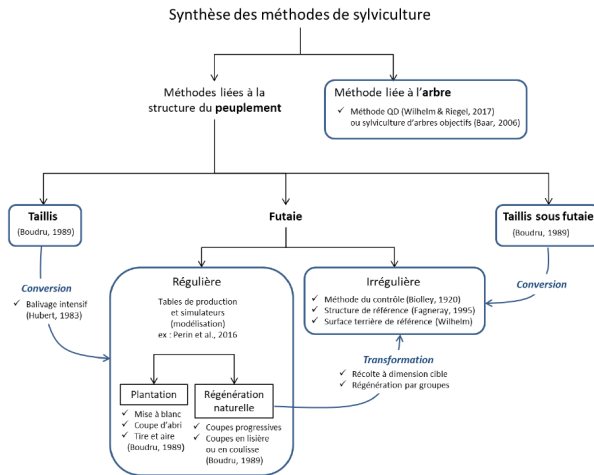 Synthèse des méthodes de sylviculture
Méthodes liées à la
structure du peuplement
Méthode liée à l'arbre
✓ Méthode QD (Wilhelm & Riegel, 2017)
ou sylviculture d'arbres objectifs (Baar, 2006)
Taillis
(Boudru, 1989)
Futaie
Taillis sous futaie
(Boudru, 1989)
Conversion
✓ Balivage intensif
(Hubert, 1983)
Régulière
Tables de production
et simulateurs
(modélisation)
ex : Perin et al., 2016
Irrégulière
✓ Méthode du contrôle (Biolley, 1920)
✓ Structure de référence (Fagneray, 1995)
✓ Surface terrière de référence (Wilhelm)
Conversion
Transformation
✓ Récolte à dimension cible
✓ Régénération par groupes
Plantation
✓ Mise à blanc
✓ Coupe d'abri
✓ Tire et aire
(Boudru, 1989)
Régénération
naturelle
✓ Coupes progressives
✓ Coupes en lisière
ou en coulisse
(Boudru, 1989)